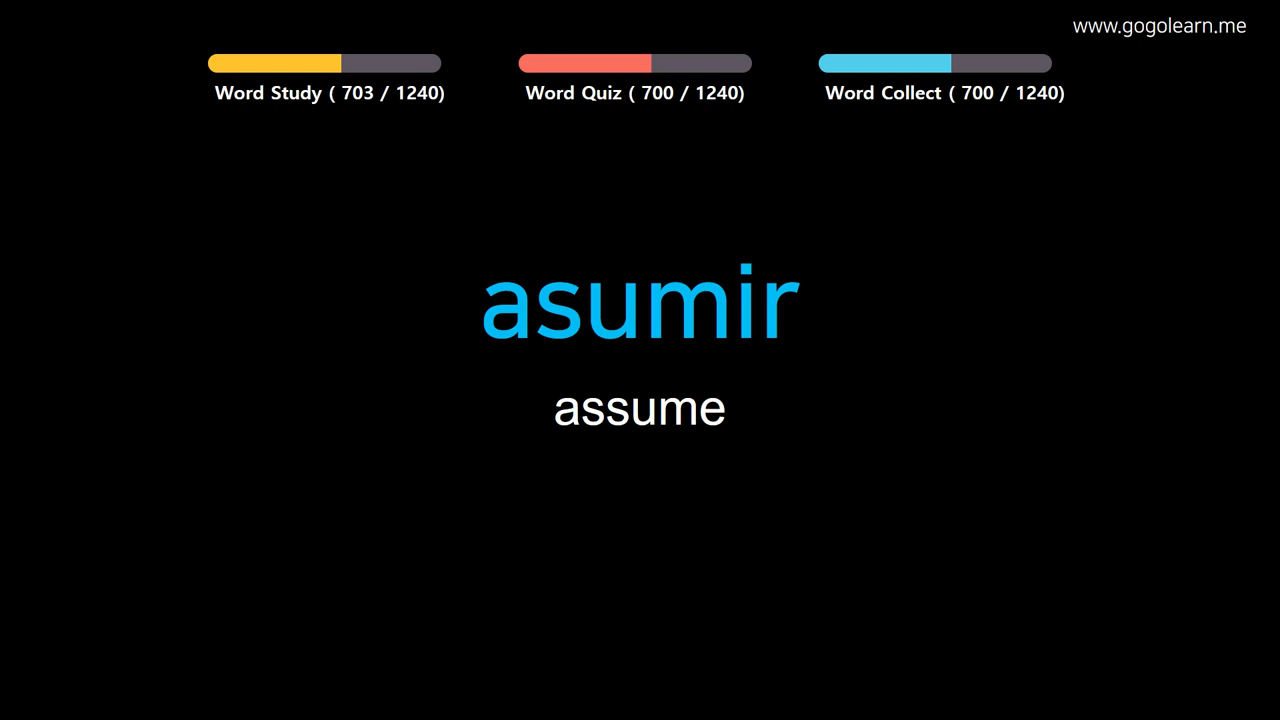 www.gogolearn.me
Word Study ( 703 / 1240)
Word Quiz ( 700 / 1240)
Word Collect ( 700 / 1240)
asumir
assume